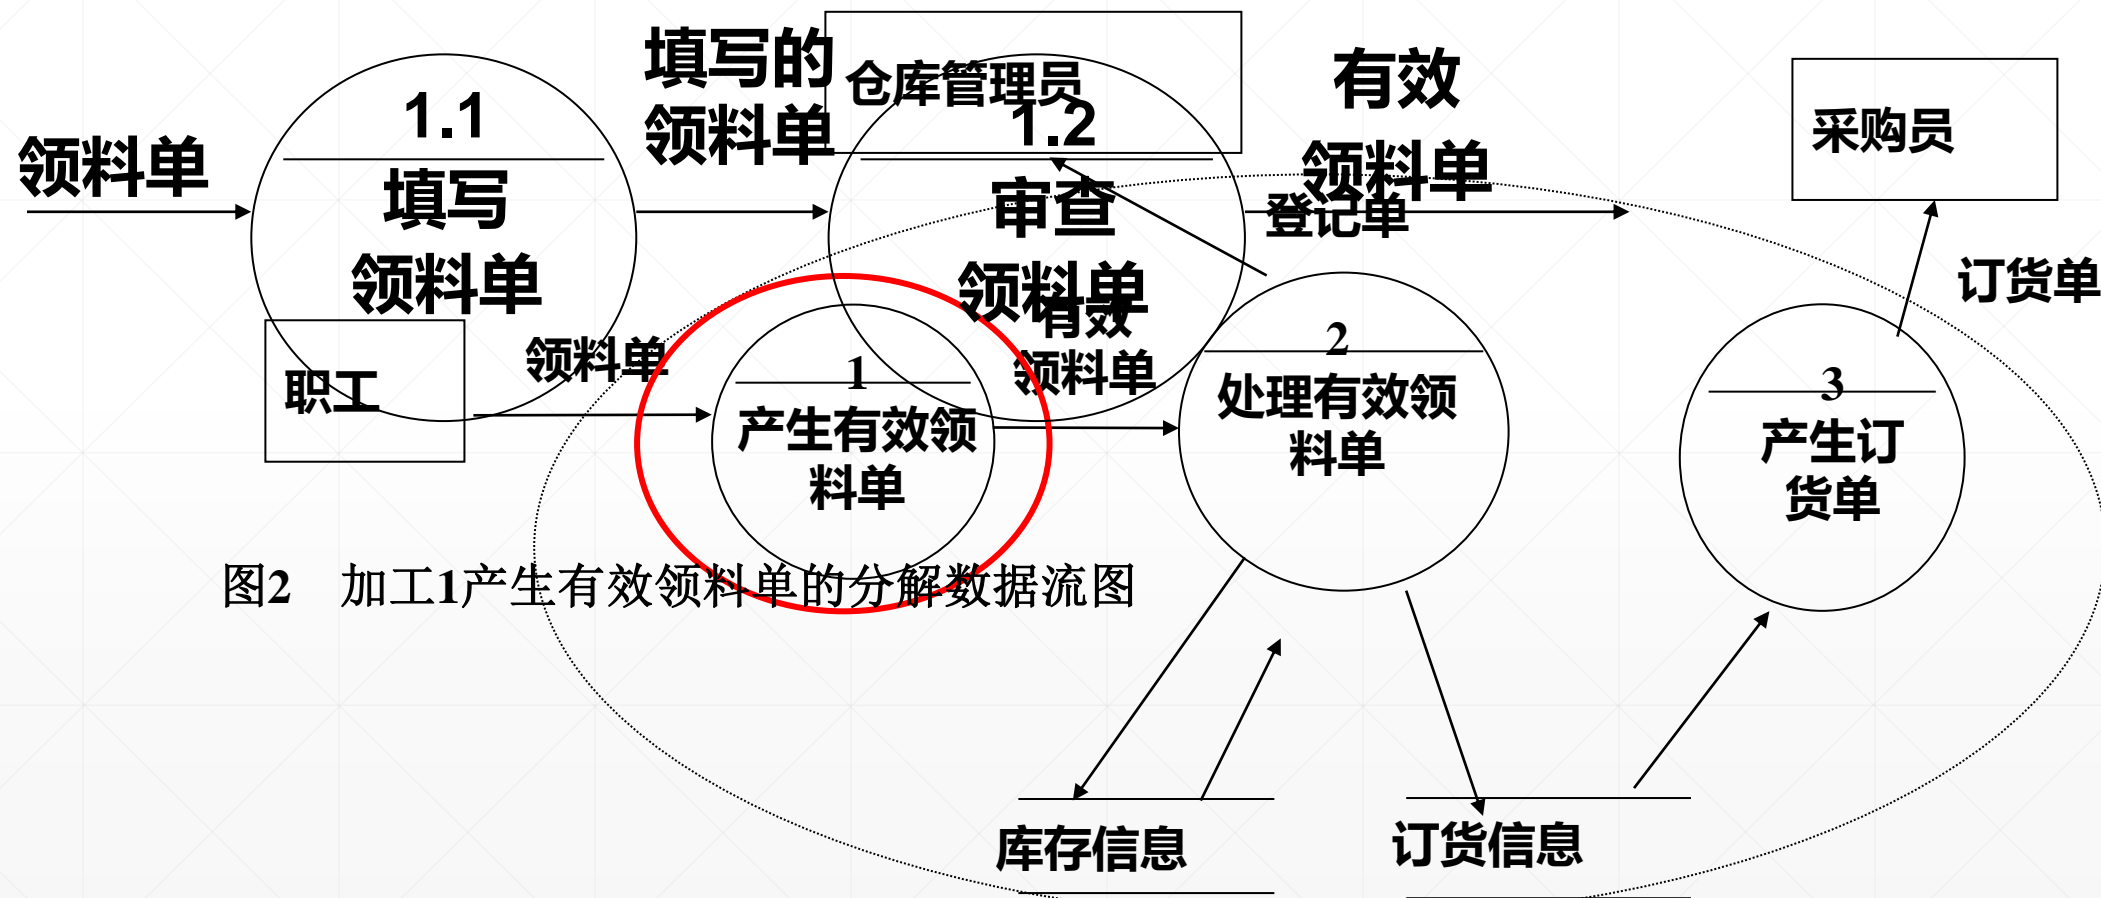 填写的
领料单
仓库管理员
有效
领料单
采购员
领料单
1.1
填写
领料单
1.2
审查
领料单
登记单
订货单
职工
领料单
有效
领料单
1
产生有效领
料单
2
处理有效领
料单
3
产生订
货单
图2 加工1产生有效领料单的分解数据流图
库存信息
订货信息